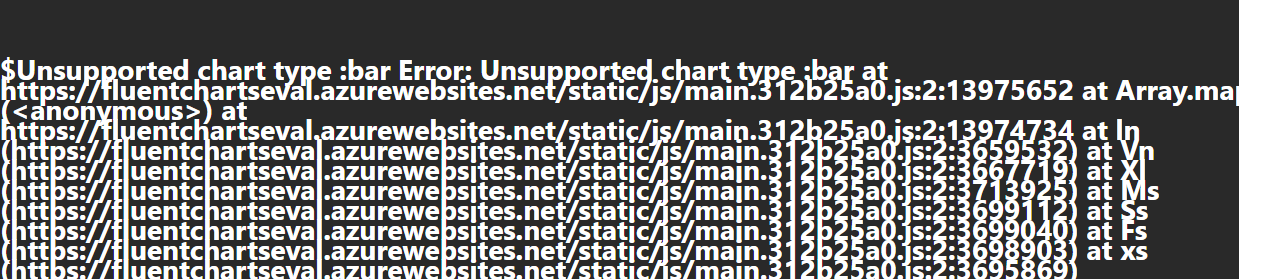 $Unsupported chart type :bar Error: Unsupported chart type :bar at
https://fluentchartseval.azurewebsites.net/static/js/main.312b25a0.js:2:13975652 at Array.map
(<anonymous>) at
https://fluentchartseval.azurewebsites.net/static/js/main.312b25a0.js:2:13974734 at ln
(https://fluentchartseval.azurewebsites.net/static/js/main.312b25a0.js:2:3659532) at Vn
(https://fluentchartseval.azurewebsites.net/static/js/main.312b25a0.js:2:3667719) at Xl
(https://fluentchartseval.azurewebsites.net/static/js/main.312b25a0.js:2:3713925) at Ms
(https://fluentchartseval.azurewebsites.net/static/js/main.312b25a0.js:2:3699112) at Ss
(https://fluentchartseval.azurewebsites.net/static/js/main.312b25a0.js:2:3699040) at Fs
(https://fluentchartseval.azurewebsites.net/static/js/main.312b25a0.js:2:3698903) at xs
(https://fluentchartseval.azurewebsites.net/static/js/main.312b25a0.js:2:3695869)